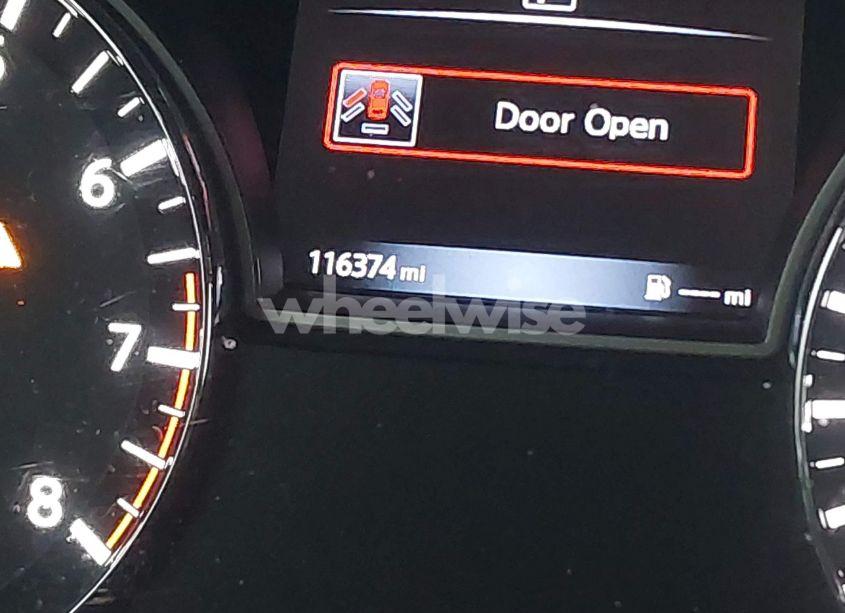 Door Open
6
116374 mi
---- mi
wheelwise
7
8